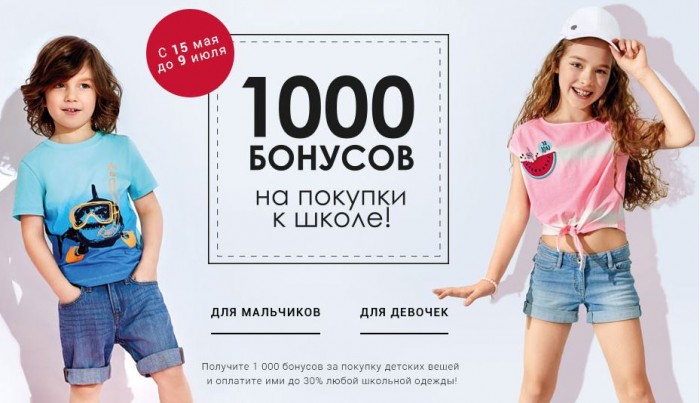 С 15 мая
до 9 июля
1000
БОНУСОВ
на покупки
к школе!
ДЛЯ МАЛЬЧИКОВ
ДЛЯ ДЕВОЧЕК
Получите 1 000 бонусов за покупку детских вещей
и оплатите ими до 30% любой школьной одежды!